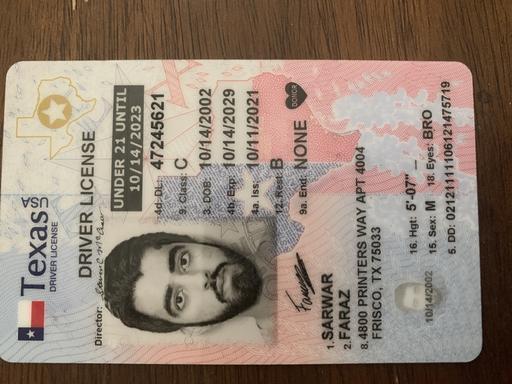 Texas USA
DRIVER LICENSE
DRIVER LICENSE
Director:
UNDER 21 UNTIL
10/14/2023
4d. DL: 47245621
9. Class: C
3. DOB: 10/14/2002
4b. Exp: 10/14/2029
4a. Iss: 10/11/2021
12. Rest: B
9a. End: NONE
DONOR
1. SARWAR
2. FARAZ
8. 4800 PRINTERS WAY APT 4004
FRISCO, TX 75033
16. Hgt: 5'-07"
15. Sex: M 18. Eyes: BRO
5. DD: 02121111106121475719
10/14/2002